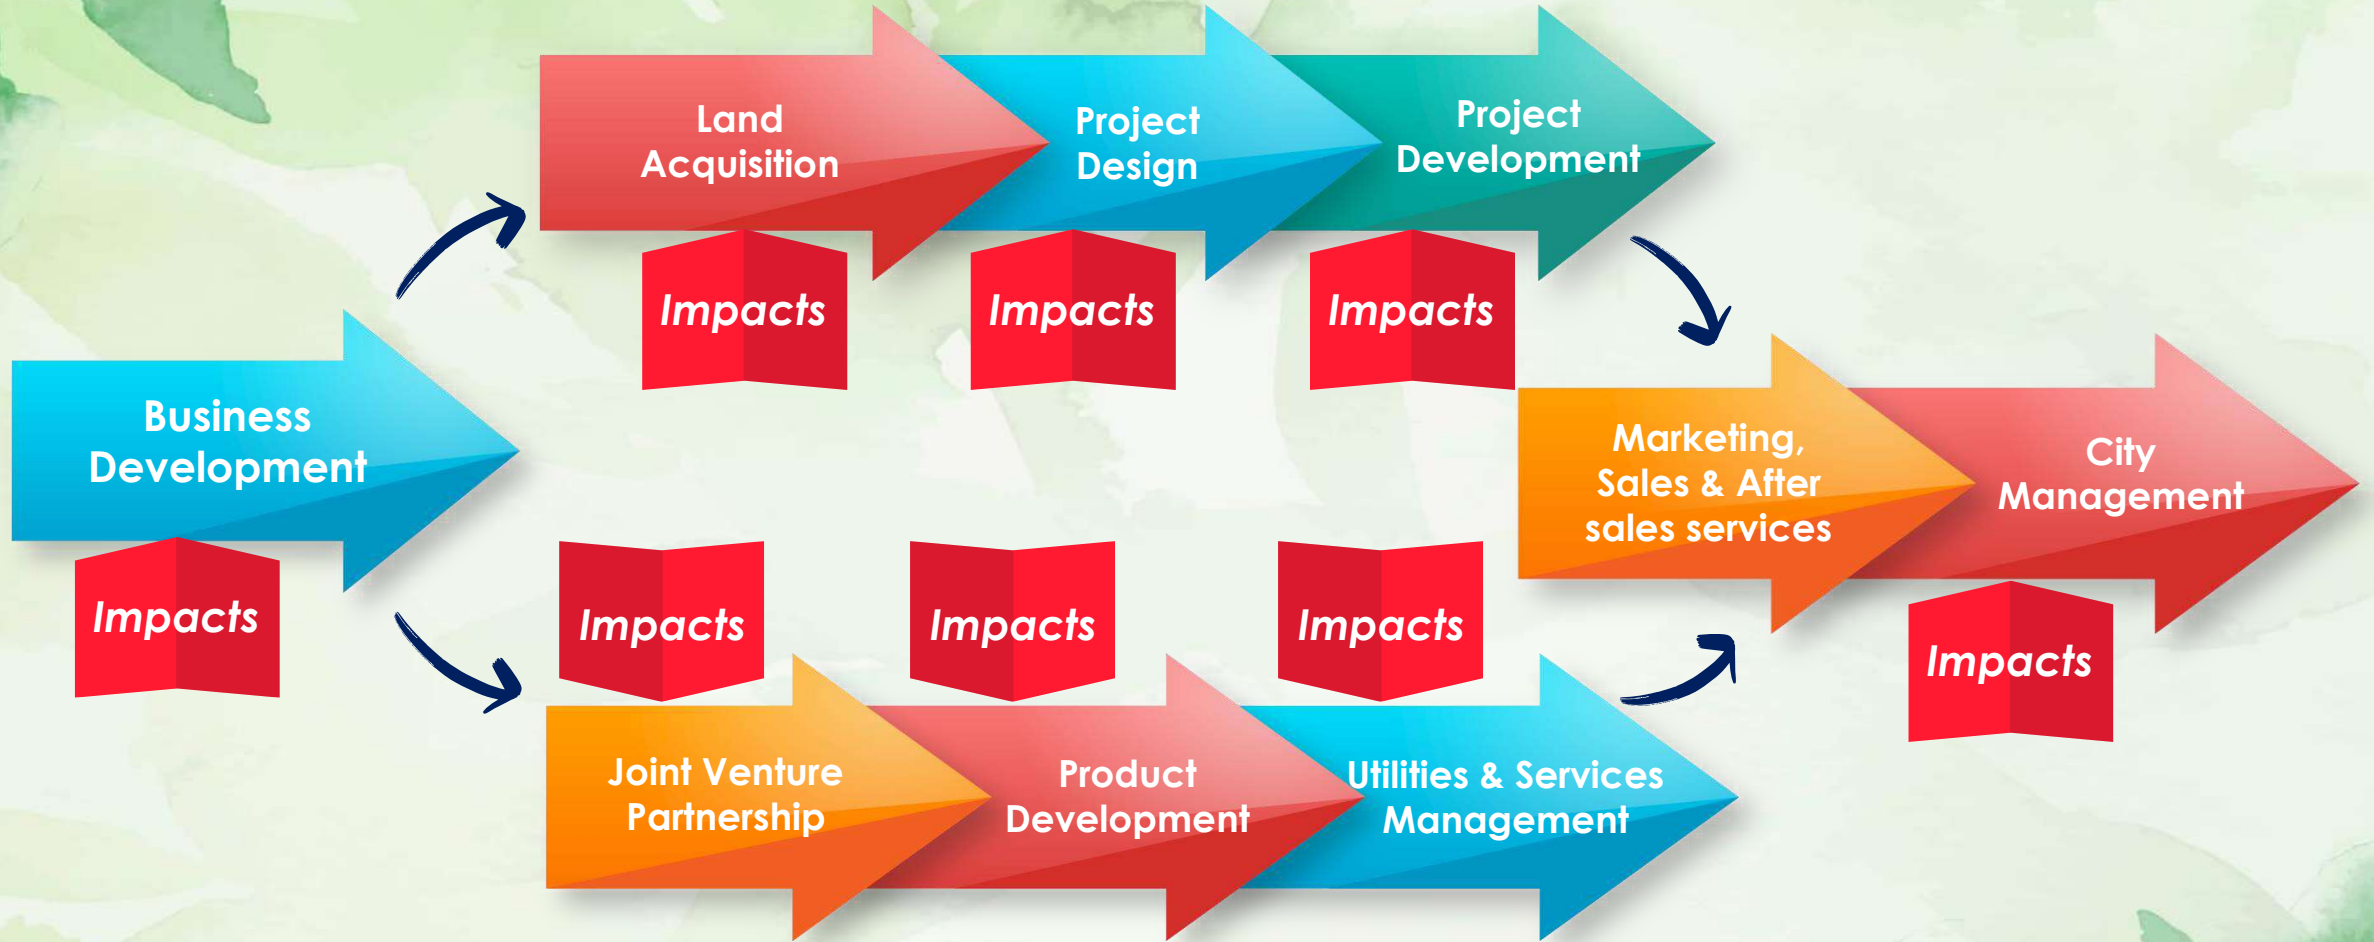 Land
Acquisition
Project
Design
Project
Development
Impacts
Impacts
Impacts
Business
Development
Impacts
Marketing,
Sales & After
sales services
City
Management
Impacts
Impacts
Impacts
Impacts
Joint Venture
Partnership
Product
Development
Utilities & Services
Management